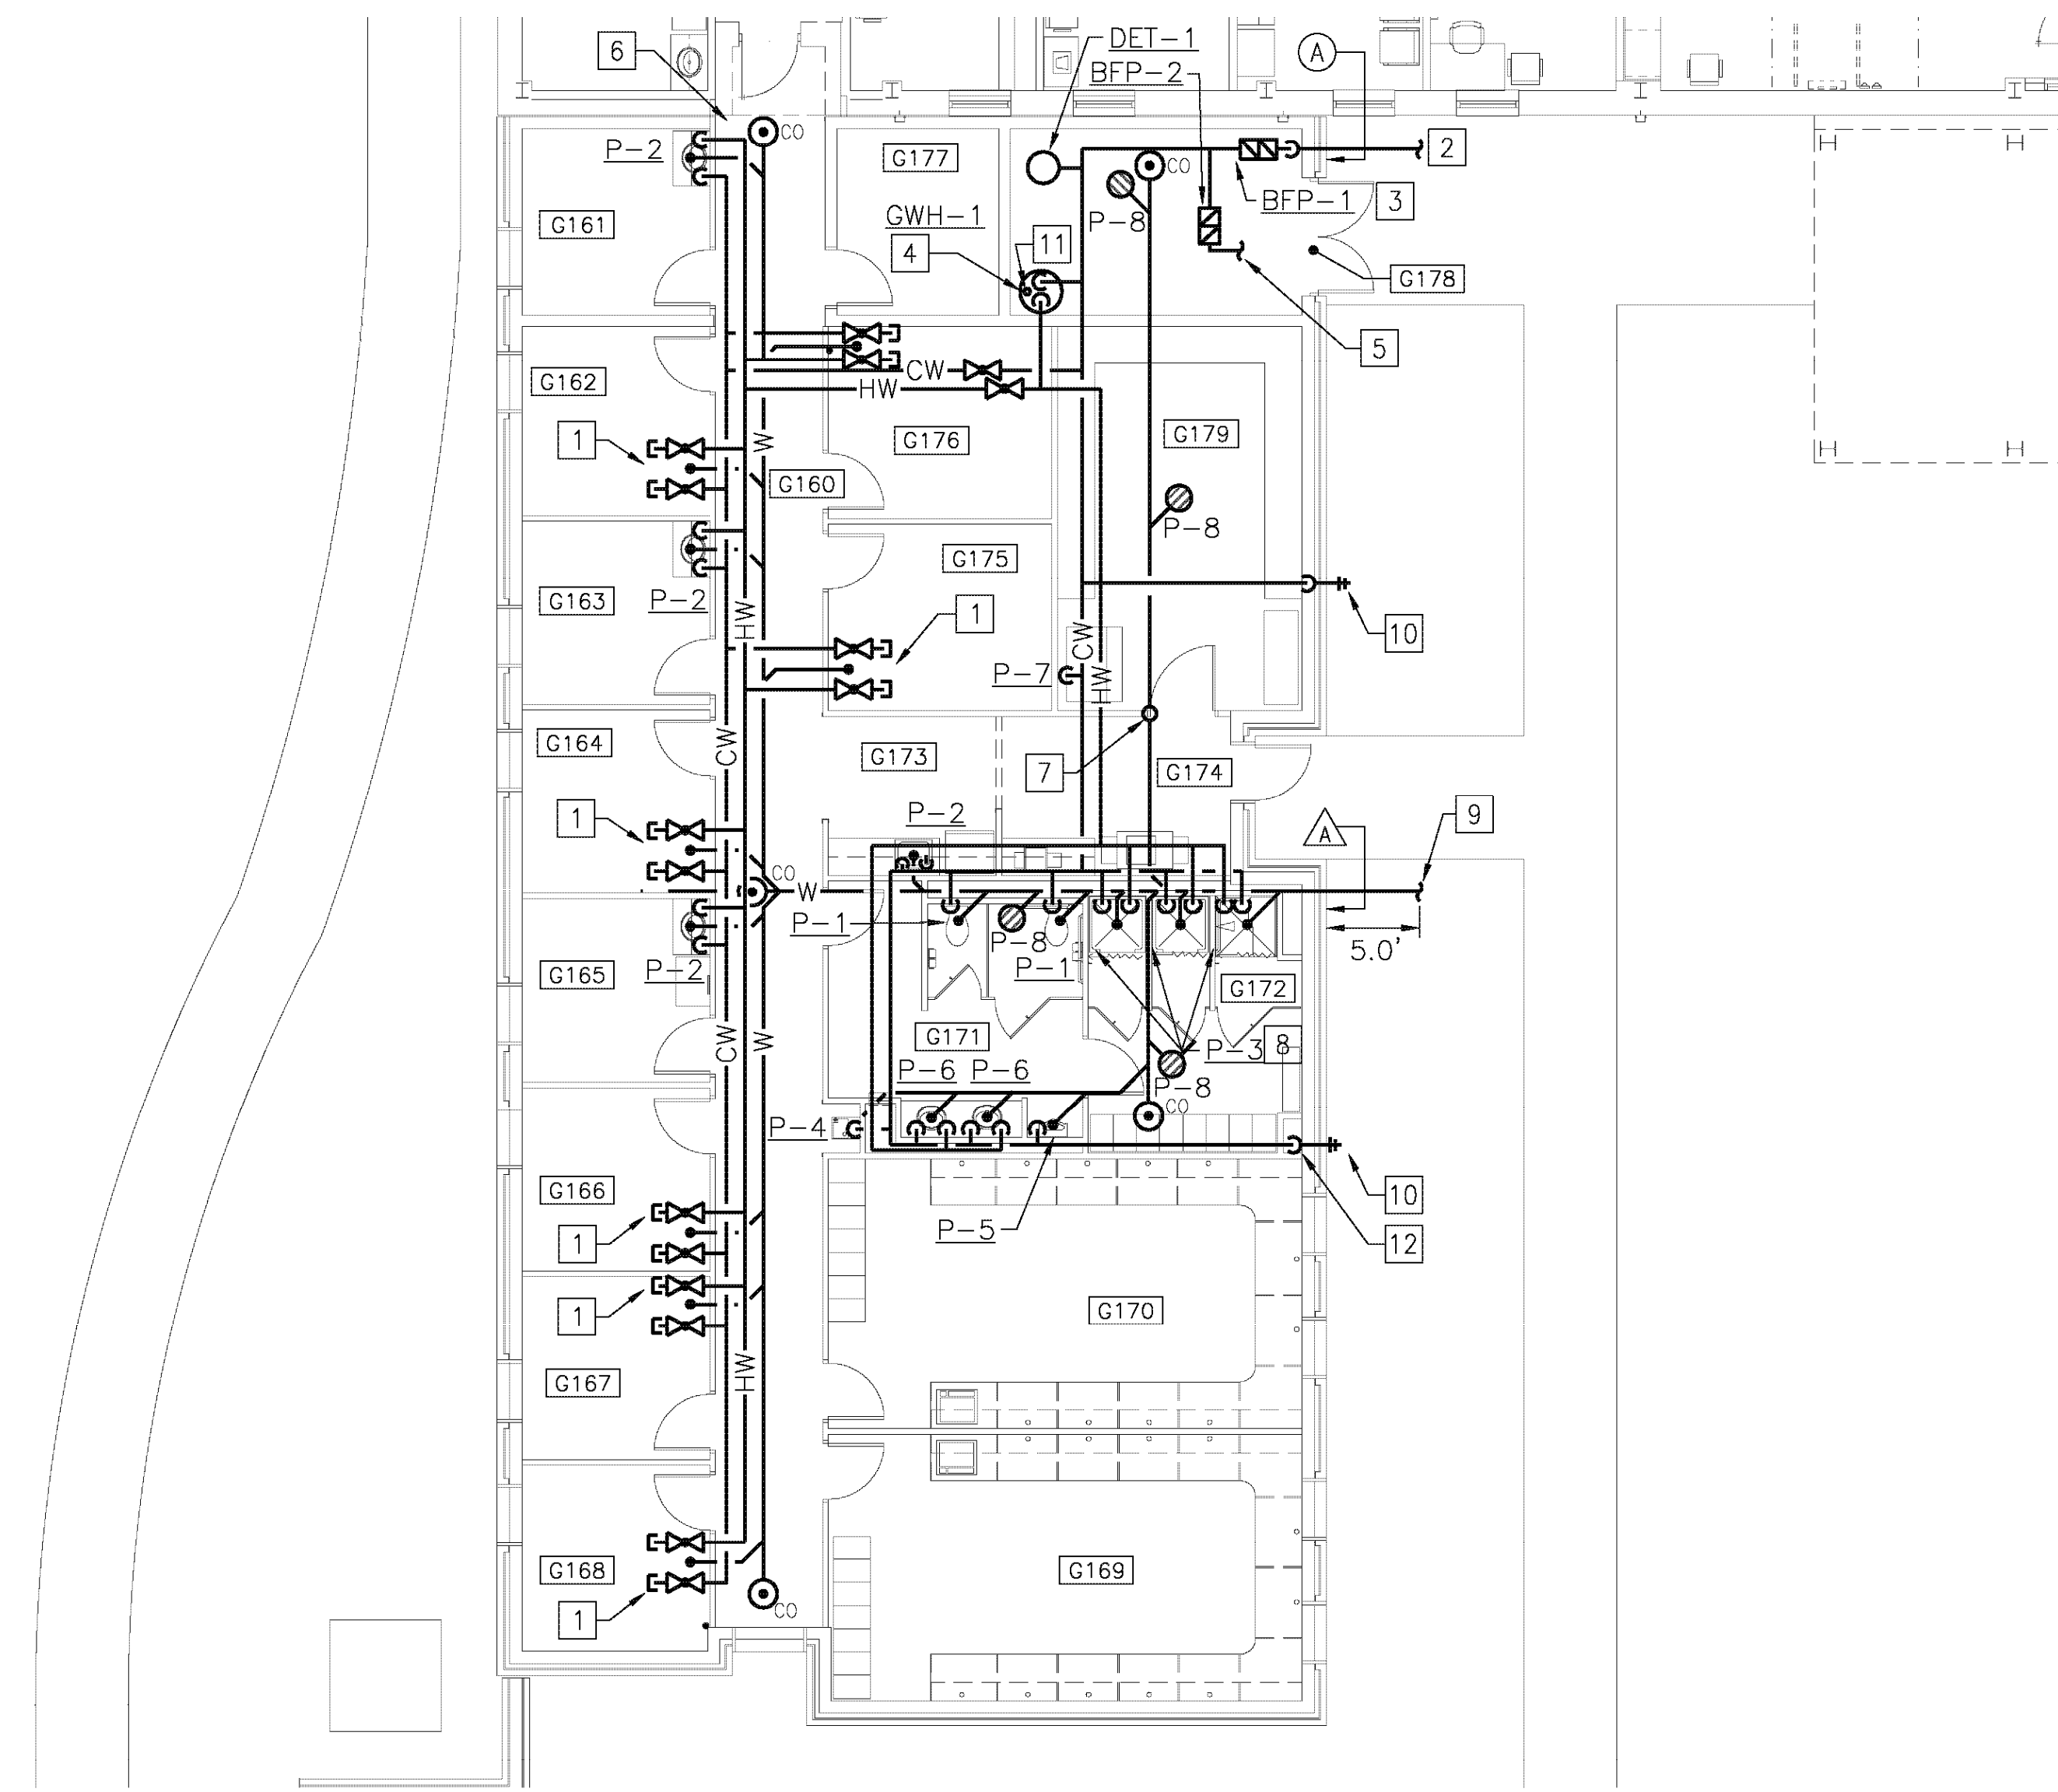 DET-1
6
BFP-2
A
CO
P-2
G177
CO
2
BFP-1
3
P-8
GWH-1
G161
11
4
G178
5
CW
G162
HW
1
W
G176
G179
G160
P-8
G175
G163
P-2
HW
1
10
CW
P-7
HW
G164
CW
G173
7
G174
P-2
9
1
A
CO
W
P-1
P-8
5.0'
P-2
P-1
G165
G172
CW
W
G171
P-3
8
P-6
P-6
P-8
CO
P-4
G166
10
P-5
1
12
1
G170
HW
G167
G168
G169
CO
1